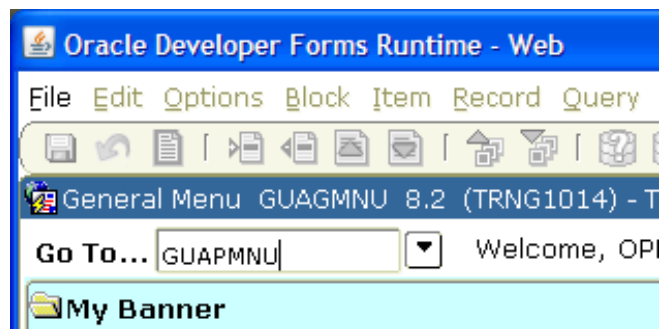 Oracle Developer Forms Runtime - Web
File Edit Options Block Item Record Query
General Menu GUAGMNU 8.2 (TRNG1014) - T
Go To... GUAPMNU Welcome, OPI
My Banner